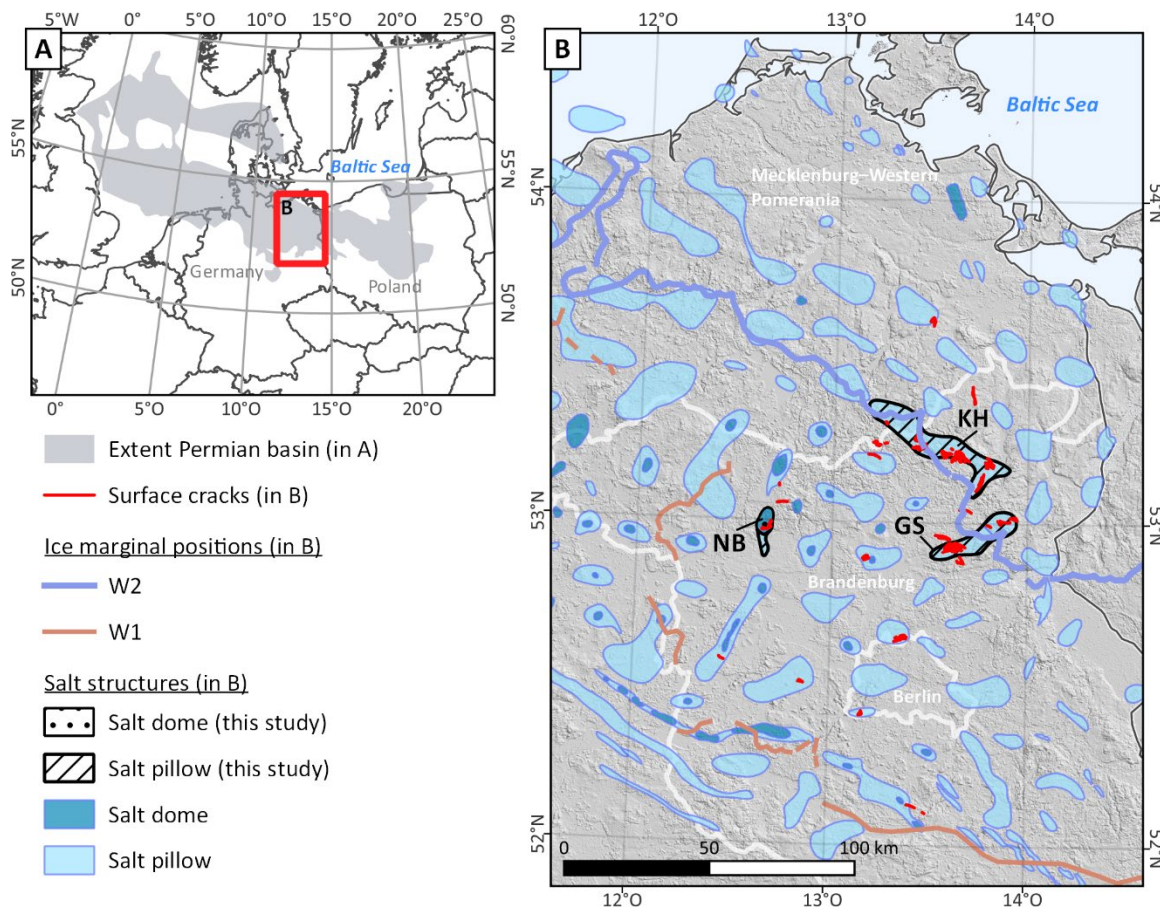 5°W 0° 5°O 10°O 15°O 20°O 25°O
A
60°N
55°N
55°N
Baltic Sea
B
Germany
Poland
50°N
50°N
0° 5°O 10°O 15°O 20°O
Extent Permian basin (in A)
Surface cracks (in B)
Ice marginal positions (in B)
W2
W1
Salt structures (in B)
Salt dome (this study)
Salt pillow (this study)
Salt dome
Salt pillow
12°O 13°O 14°O
B
Baltic Sea
54°N
54°N
Mecklenburg–Western
Pomerania
KH
53°N
53°N
NB
GS
Brandenburg
Berlin
52°N
52°N
0 50 100 km
12°O 13°O 14°O